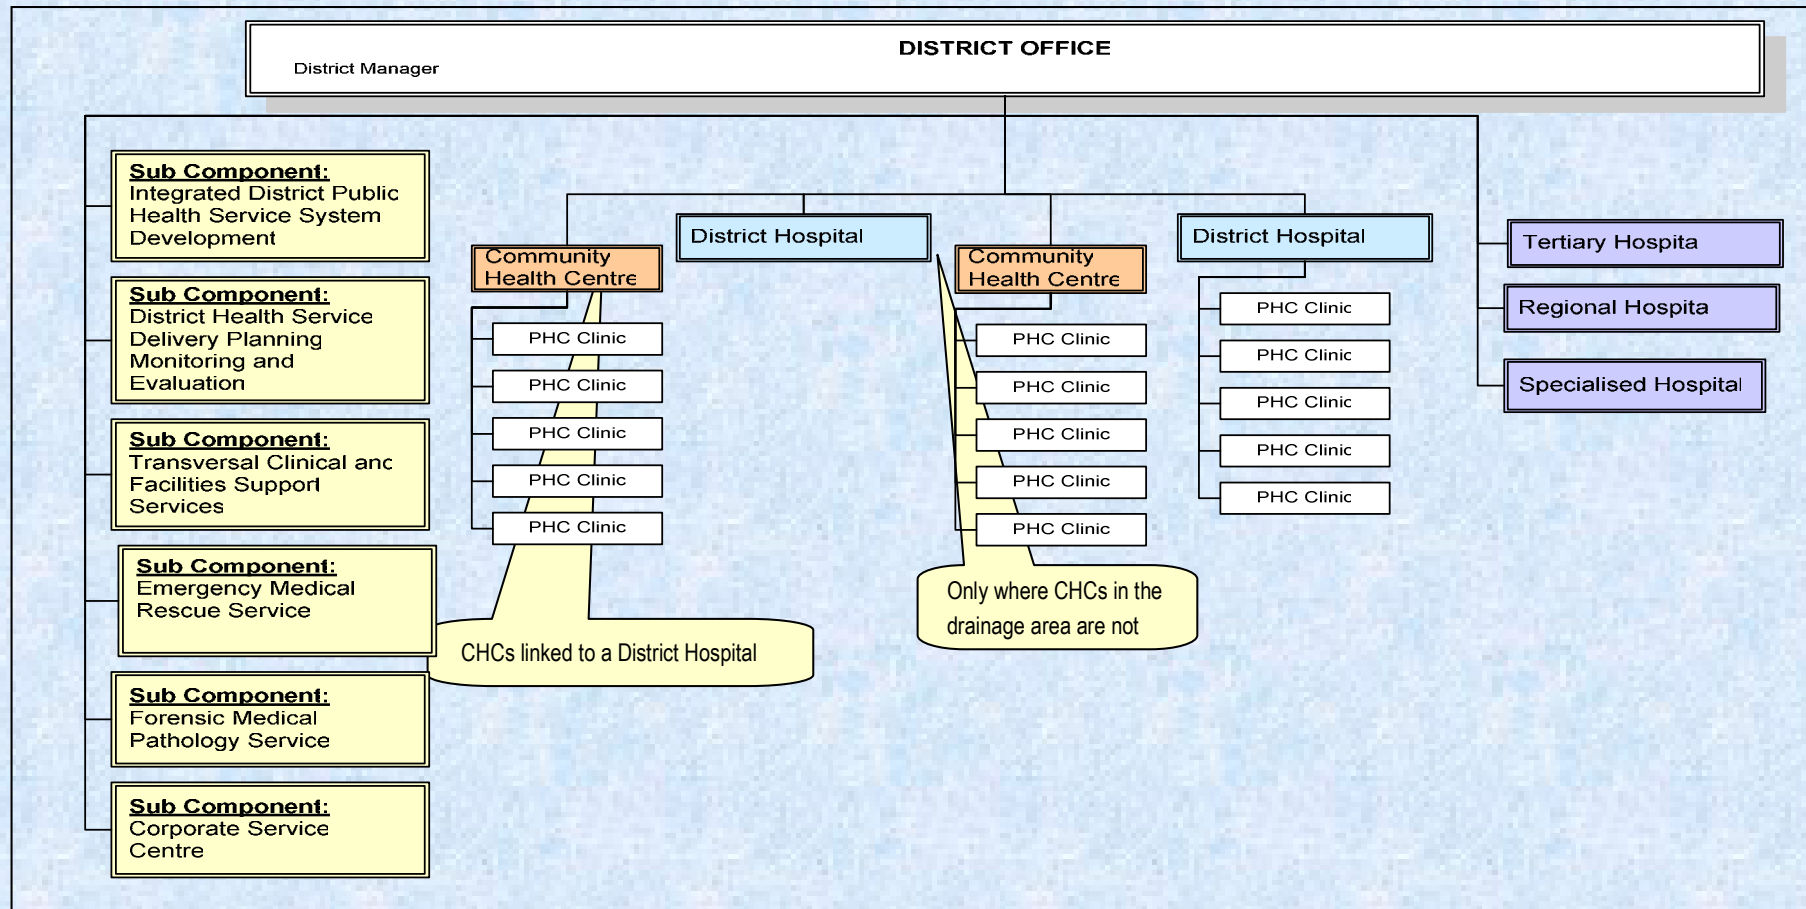 DISTRICT OFFICE
District Manager
Sub Component:
Integrated District Public
Health Service System
Development
Sub Component:
District Health Service
Delivery Planning
Monitoring and
Evaluation
Sub Component:
Transversal Clinical and
Facilities Support
Services
Sub Component:
Emergency Medical
Rescue Service
Sub Component:
Forensic Medical
Pathology Service
Sub Component:
Corporate Service
Centre
Community
Health Centre
PHC Clinic
PHC Clinic
PHC Clinic
PHC Clinic
PHC Clinic
CHCs linked to a District Hospital
District Hospital
Community
Health Centre
PHC Clinic
PHC Clinic
PHC Clinic
PHC Clinic
PHC Clinic
Only where CHCs in the
drainage area are not
District Hospital
PHC Clinic
PHC Clinic
PHC Clinic
PHC Clinic
PHC Clinic
Tertiary Hospita
Regional Hospita
Specialised Hospital